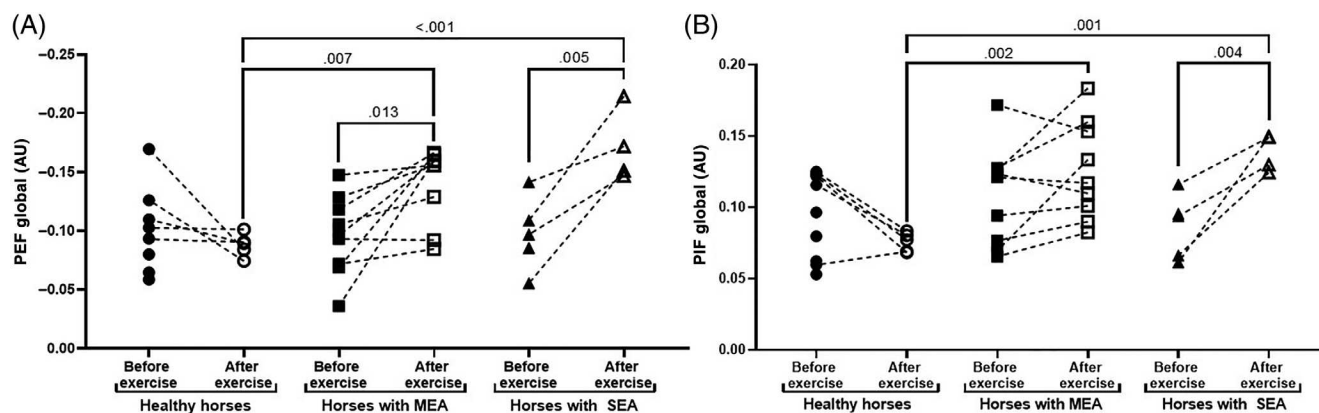 (A)
PEF global (AU)
−0.25
−0.20
−0.15
−0.10
−0.05
0.00
<.001
.007
.005
.013
Before exercise
After exercise
Before exercise
After exercise
Before exercise
After exercise
Healthy horses
Horses with MEA
Horses with SEA
(B)
PIF global (AU)
0.20
0.15
0.10
0.05
0.00
.001
.002
.004
Before exercise
After exercise
Before exercise
After exercise
Before exercise
After exercise
Healthy horses
Horses with MEA
Horses with SEA